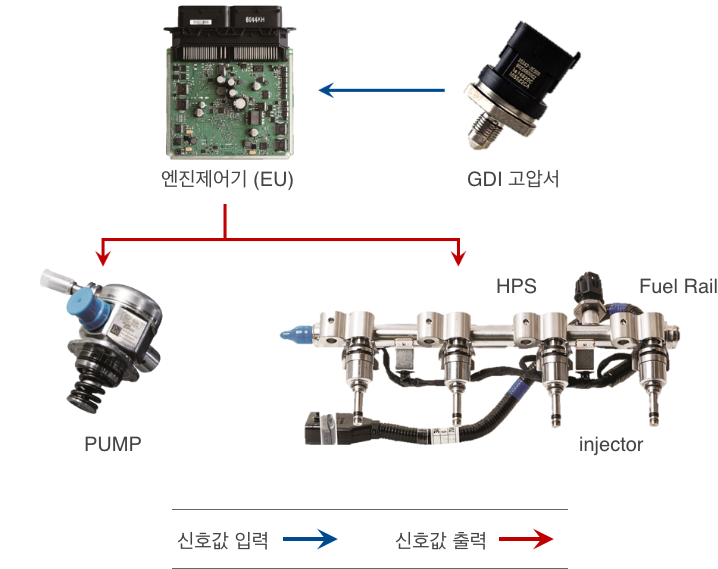 6044KH
엔진제어기 (EU)
GDI 고압서
HPS
Fuel Rail
PUMP
injector
신호값 입력
신호값 출력